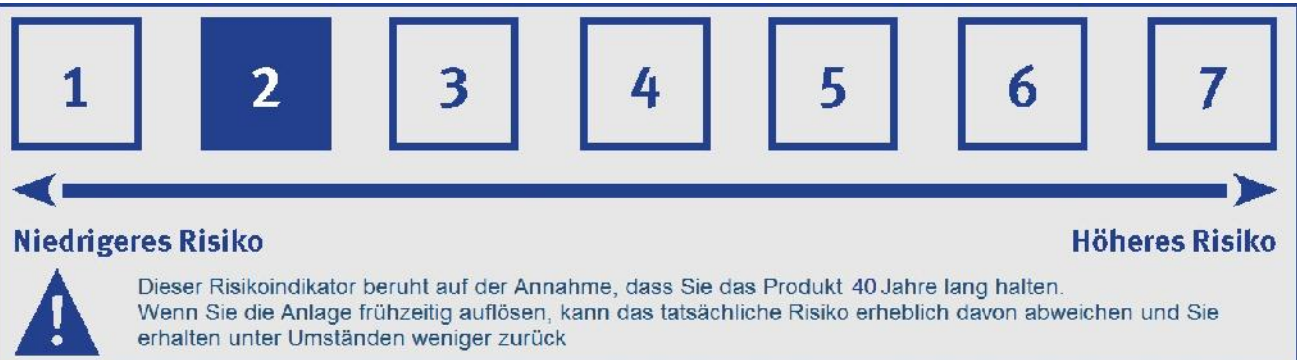 1 2 3 4 5 6 7
Niedrigeres Risiko Höheres Risiko
Dieser Risikoindikator beruht auf der Annahme, dass Sie das Produkt 40 Jahre lang halten.
Wenn Sie die Anlage frühzeitig auflösen, kann das tatsächliche Risiko erheblich davon abweichen und Sie
erhalten unter Umständen weniger zurück